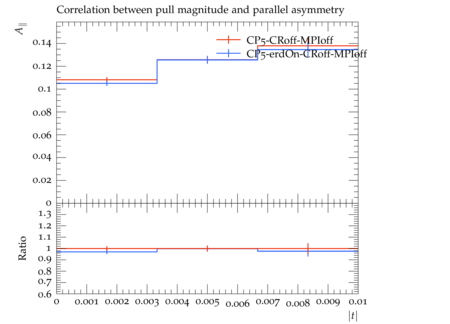 Correlation between pull magnitude and parallel asymmetry
A∥
CP5-CRoff-MPIoff
CP5-erdOn-CRoff-MPIoff
0.14
0.12
0.1
0.08
0.06
0.04
0.02
0
Ratio
1.3
1.2
1.1
1
0.9
0.8
0.7
0.6
0 0.001 0.002 0.003 0.004 0.005 0.006 0.007 0.008 0.009 0.01
|t|